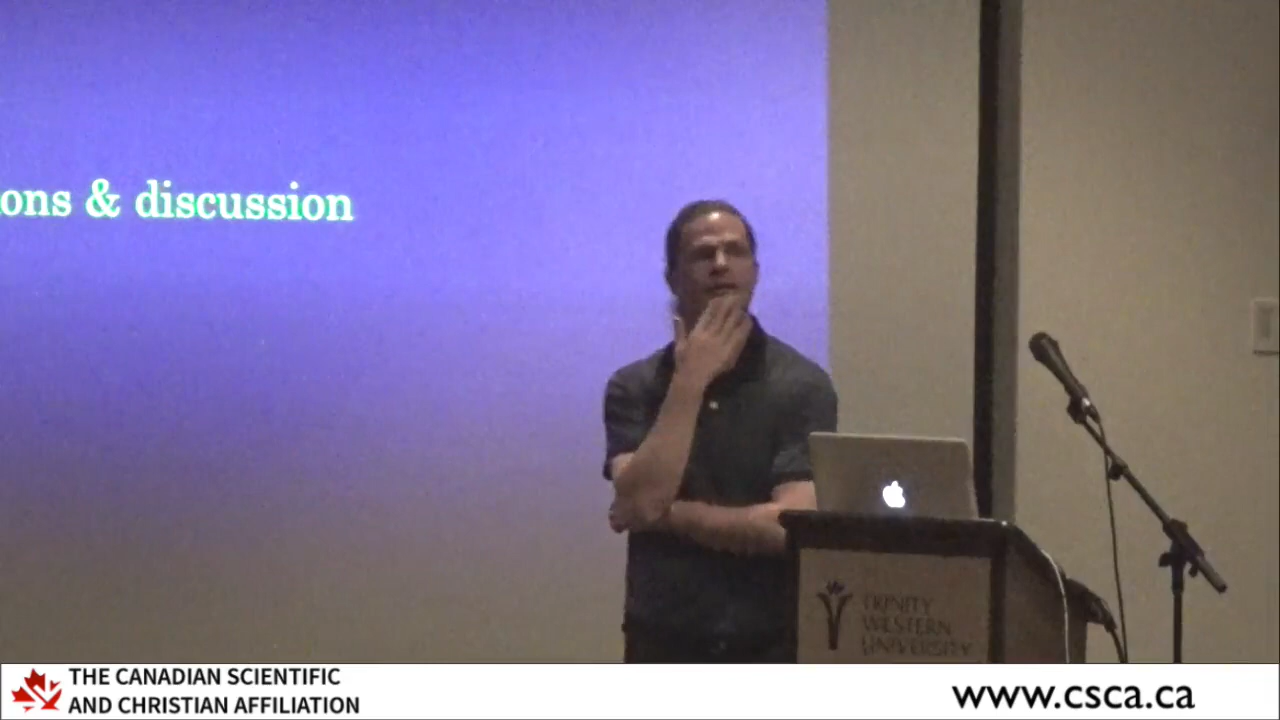 ons & discussion
TRINITY
WESTERN
UNIVERSITY
THE CANADIAN SCIENTIFIC
AND CHRISTIAN AFFILIATION
www.csca.ca